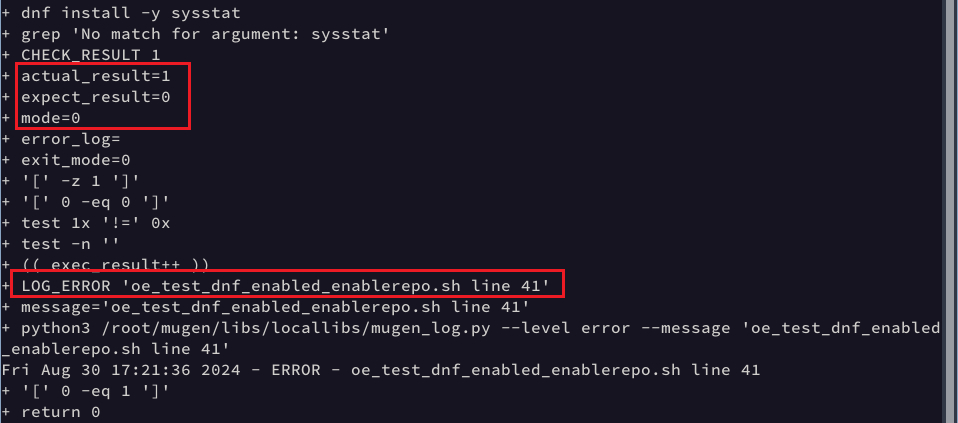 + dnf install -y sysstat
+ grep 'No match for argument: sysstat'
+ CHECK_RESULT 1
+ actual_result=1
+ expect_result=0
+ mode=0
+ error_log=
+ exit_mode=0
+ '[' -z 1 ']'
+ '[' 0 -eq 0 ']'
+ test 1x '!=' 0x
+ test -n ''
+ (( exec_result++ ))
+ LOG_ERROR 'oe_test_dnf_enabled_enablerepo.sh line 41'
+ message='oe_test_dnf_enabled_enablerepo.sh line 41'
+ python3 /root/mugen/libs/locallibs/mugen_log.py --level error --message 'oe_test_dnf_enabled
_enablerepo.sh line 41'
Fri Aug 30 17:21:36 2024 - ERROR - oe_test_dnf_enabled_enablerepo.sh line 41
+ '[' 0 -eq 1 ']'
+ return 0